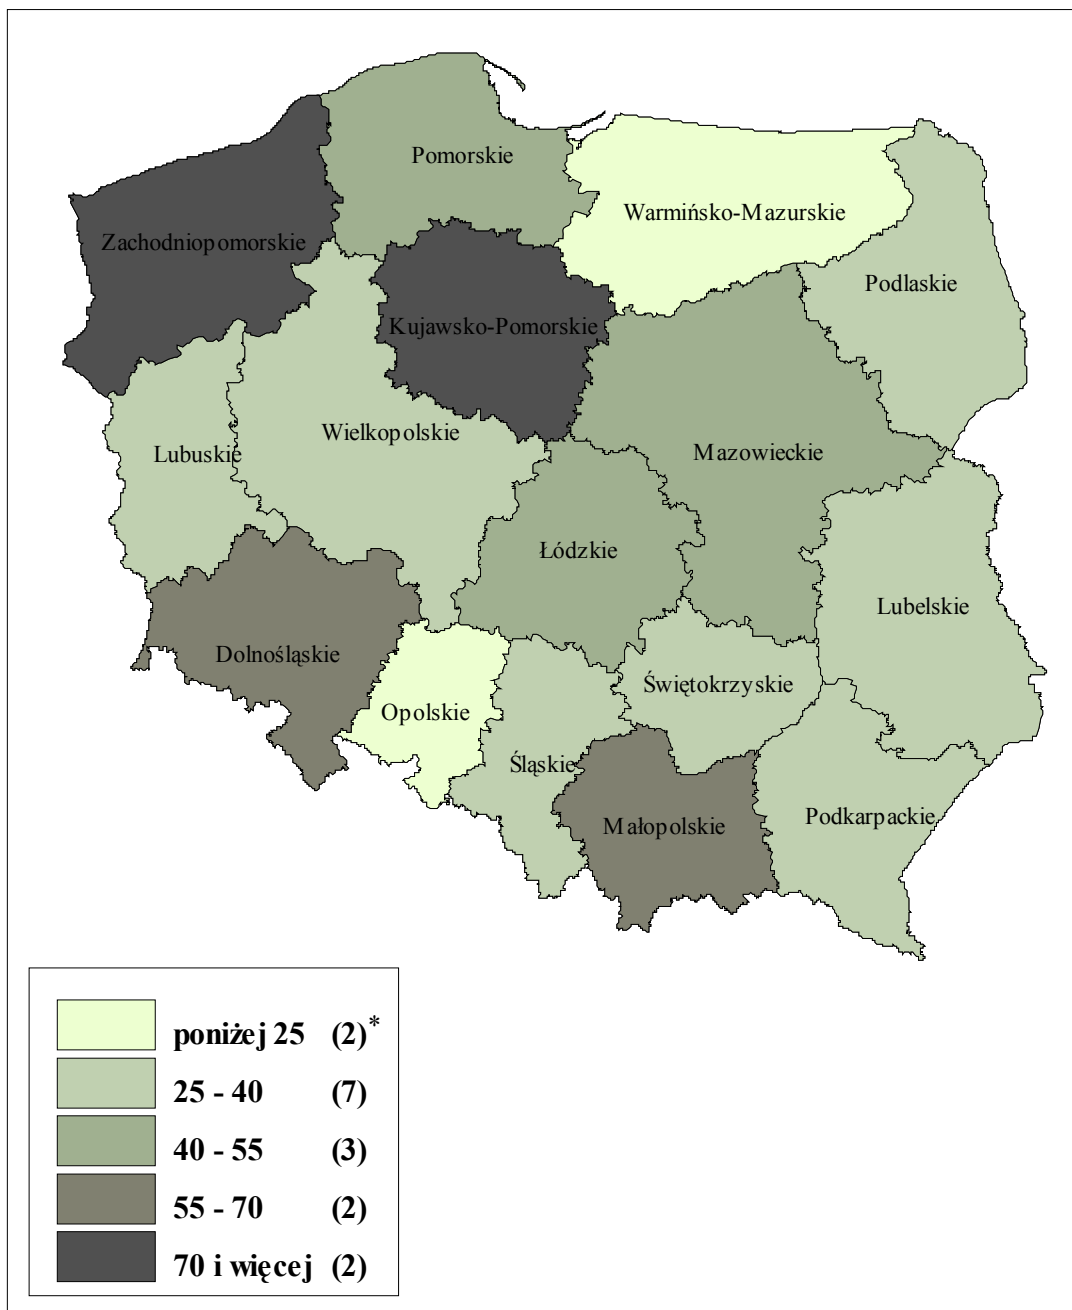 Pomorskie
Warmińsko-Mazurskie
Zachodniopomorskie
Podlaskie
Kujawsko-Pomorskie
Wielkopolskie
Lubuskie
Mazowieckie
Łódzkie
Lubelskie
Dolnośląskie
Świętokrzyskie
Opolskie
Śląskie
Podkarpackie
Małopolskie
poniżej 25 (2)*
25 - 40 (7)
40 - 55 (3)
55 - 70 (2)
70 i więcej (2)